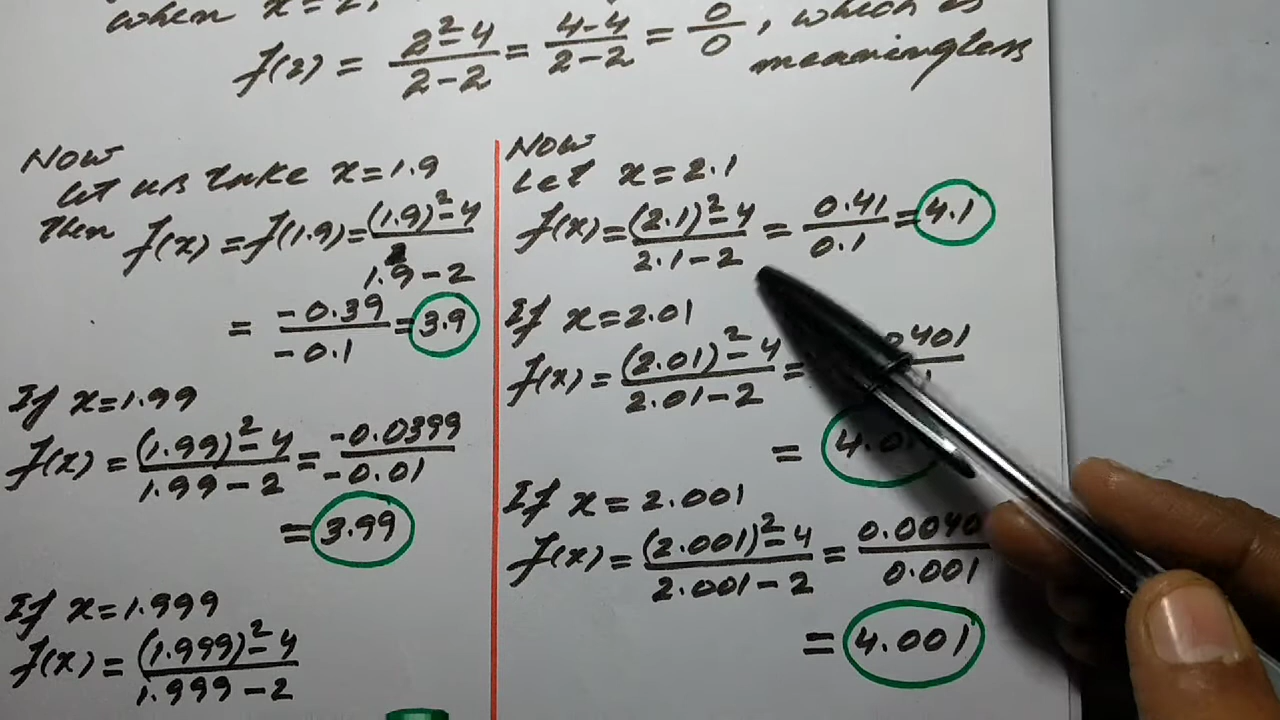 when x=2,
f(2) = 2²-4/2-2 = 4-4/2-2 = 0/0, which is
meaningless
Now
Let us take x=1.9
then f(x) = f(1.9) = (1.9)²-4/1.9-2
= -0.39/-0.1 = 3.9
If x=1.99
f(x) = (1.99)²-4/1.99-2 = -0.0399/-0.01
= 3.99
If x=1.999
f(x) = (1.999)²-4/1.999-2
Now
Let x=2.1
f(x) = (2.1)²-4/2.1-2 = 0.41/0.1 = 4.1
If x=2.01
f(x) = (2.01)²-4/2.01-2 =
=
If x=2.001
f(x) = (2.001)²-4/2.001-2 = /0.001
= 4.001